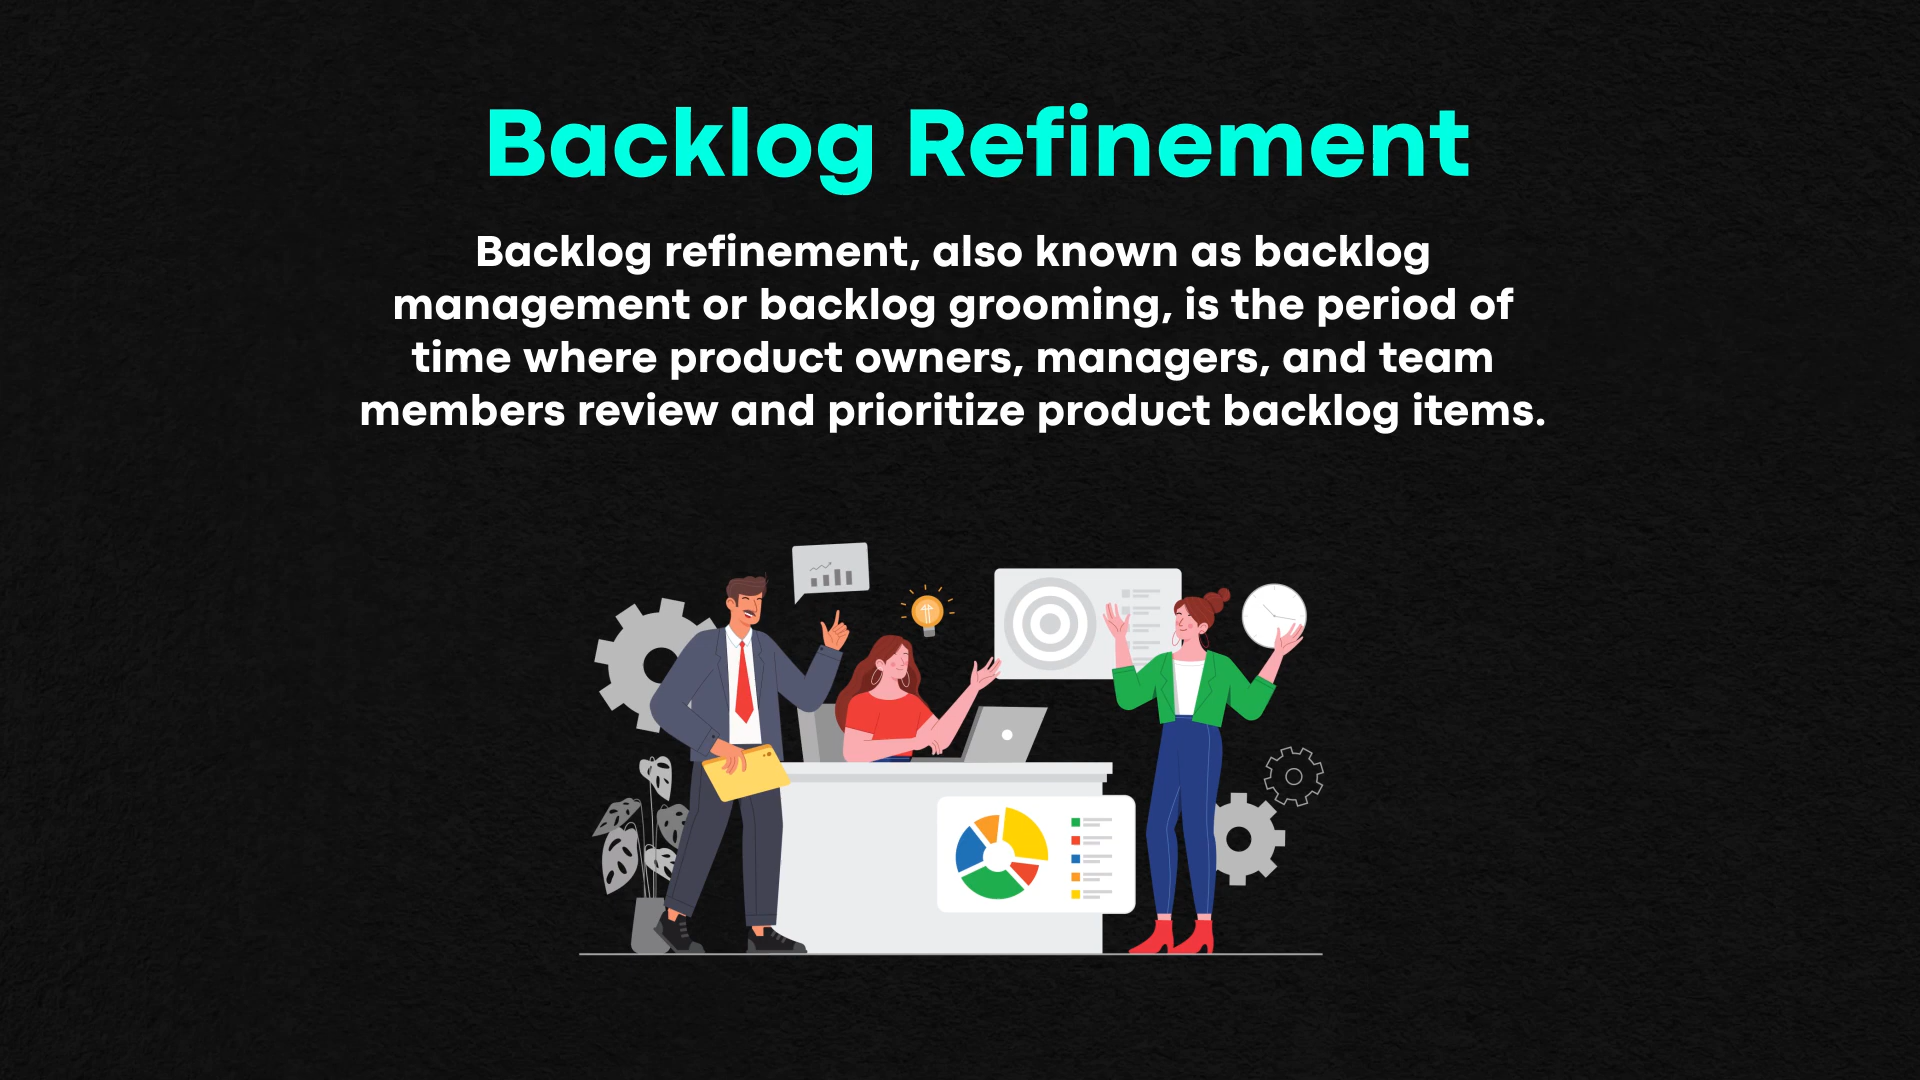 Backlog Refinement
Backlog refinement, also known as backlog
management or backlog grooming, is the period of
time where product owners, managers, and team
members review and prioritize product backlog items.